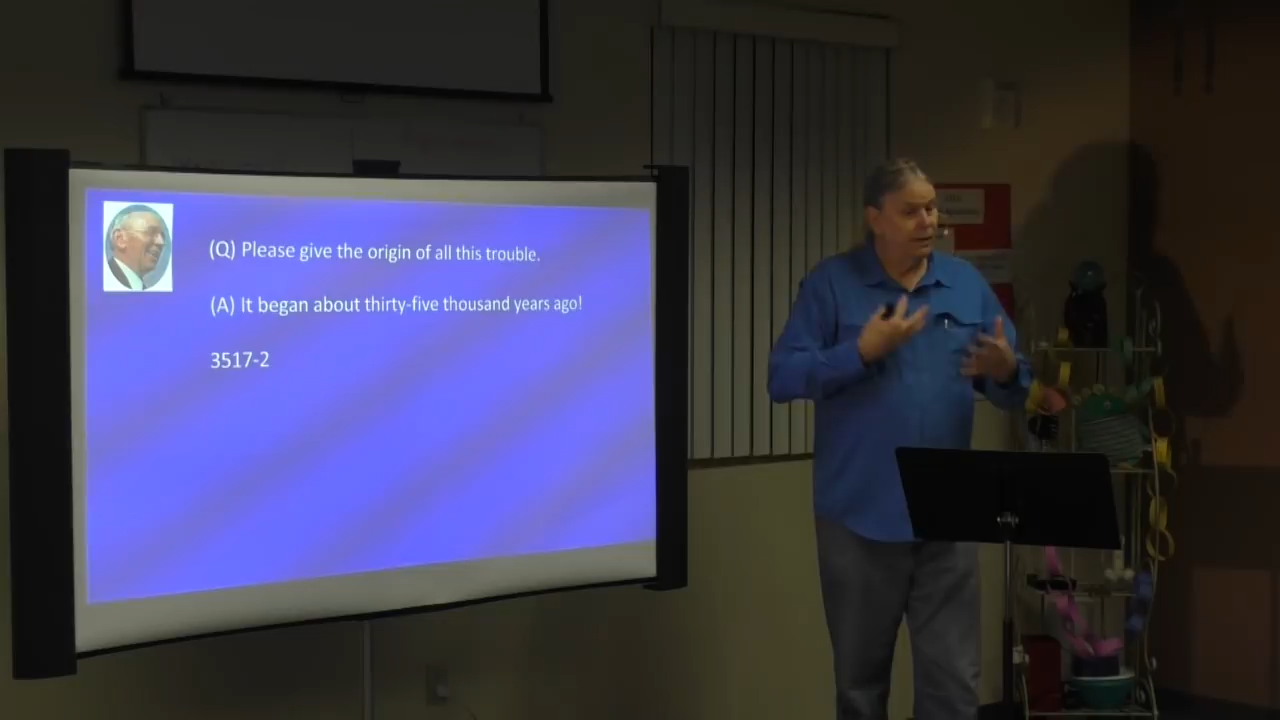 (Q) Please give the origin of all this trouble.
(A) It began about thirty-five thousand years ago!
3517-2